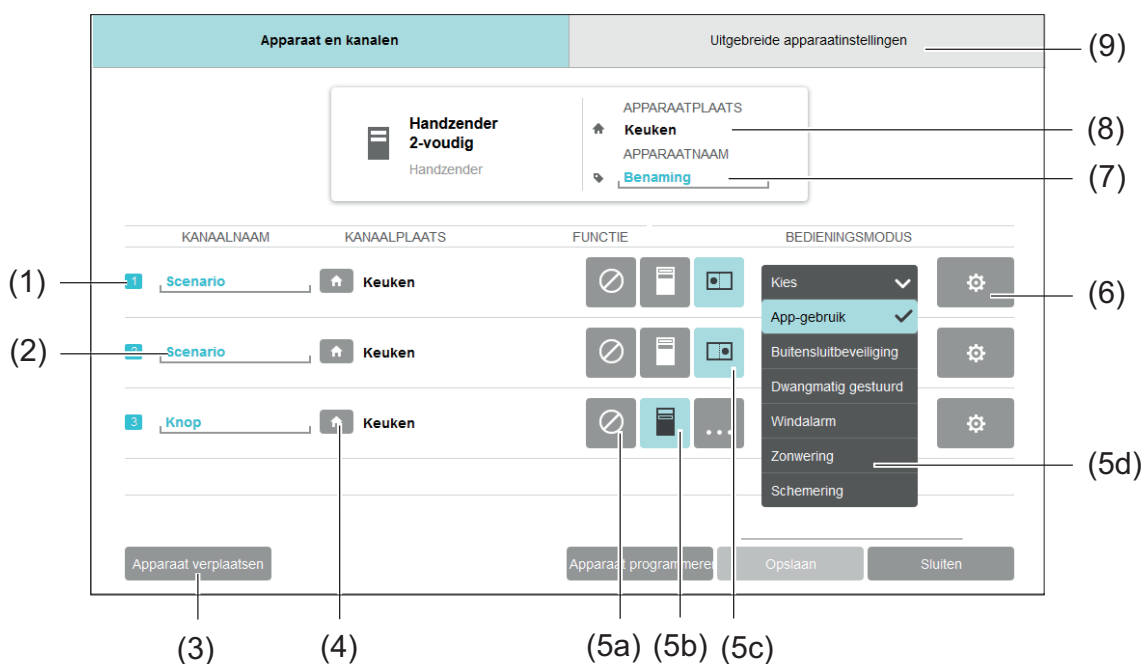 Apparaat en kanalen
Uitgebreide apparaatinstellingen
(9)
Handzender
2-voudig
Handzender
APPARAATPLAATS
Keuken
(8)
APPARAATNAAM
Benaming
(7)
KANAALNAAM
KANAALPLAATS
FUNCTIE
BEDIENINGSMODUS
(1)
1
Scenario
Keuken
Kies
(6)
App-gebruik
(2)
2
Scenario
Keuken
Buitensluitbeveiliging
Dwangmatig gestuurd
3
Knop
Keuken
...
Windalarm
Zonwering
(5d)
Schemering
Apparaat verplaatsen
Apparaat programmeren
Opslaan
Sluiten
(3)
(4)
(5a)
(5b)
(5c)